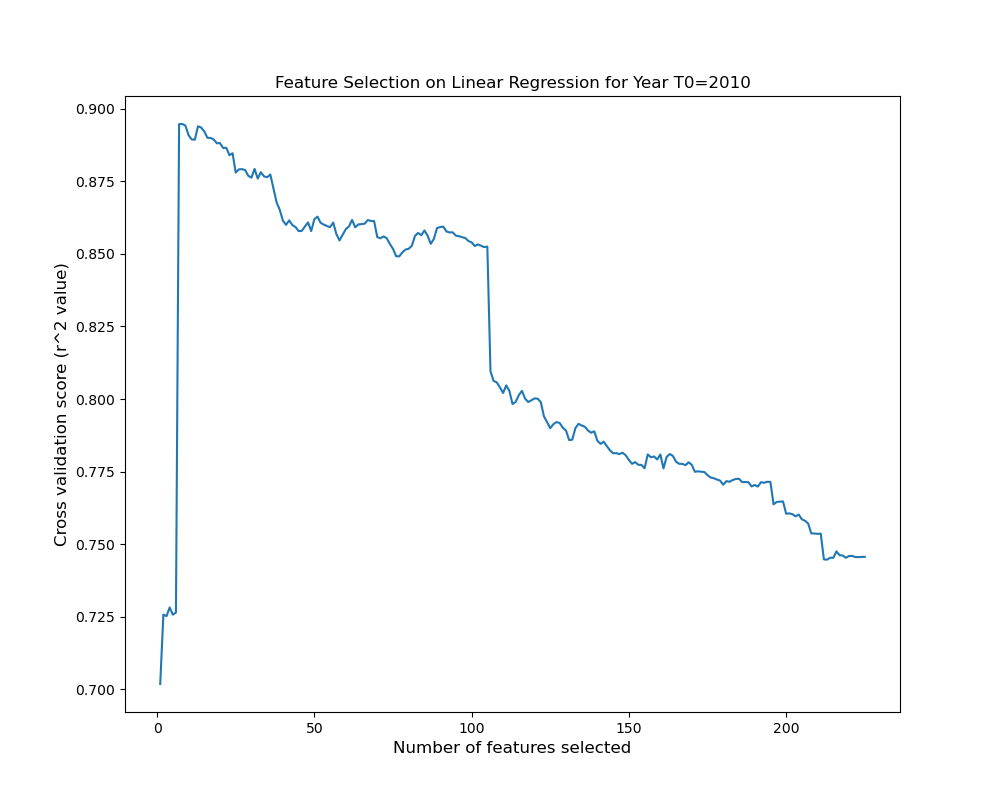 Feature Selection on Linear Regression for Year T0=2010
0.900
0.875
0.850
0.825
0.800
0.775
0.750
0.725
0.700
Cross validation score (r^2 value)
0 50 100 150 200
Number of features selected